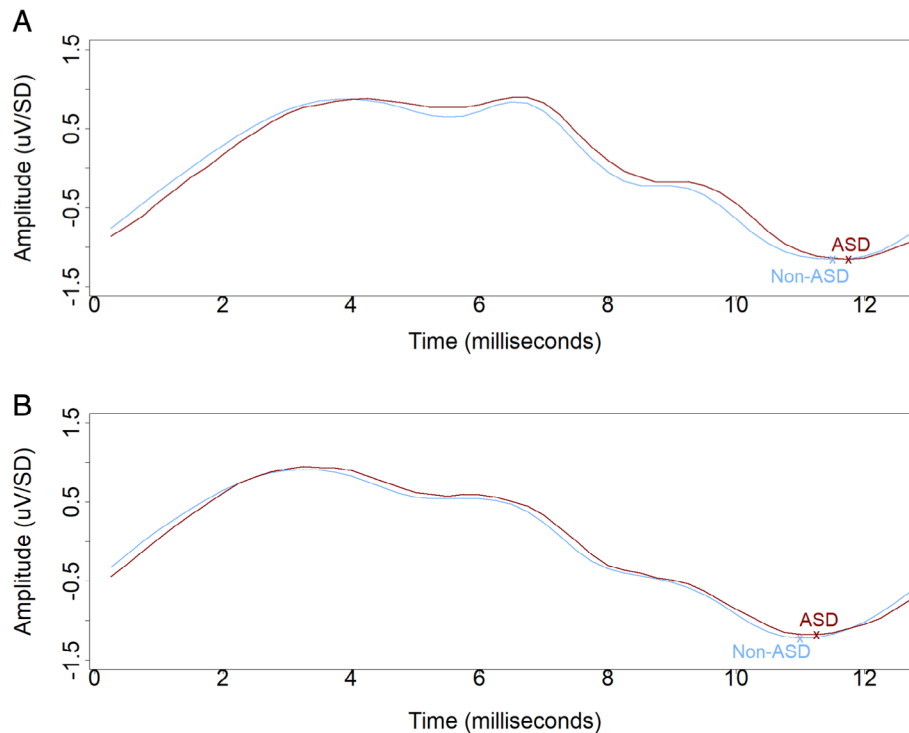 A
Amplitude (uV/SD)
1.5
0.5
-0.5
-1.5
ASD
Non-ASD
0 2 4 6 8 10 12
Time (milliseconds)
B
Amplitude (uV/SD)
1.5
0.5
-0.5
-1.5
ASD
Non-ASD
0 2 4 6 8 10 12
Time (milliseconds)